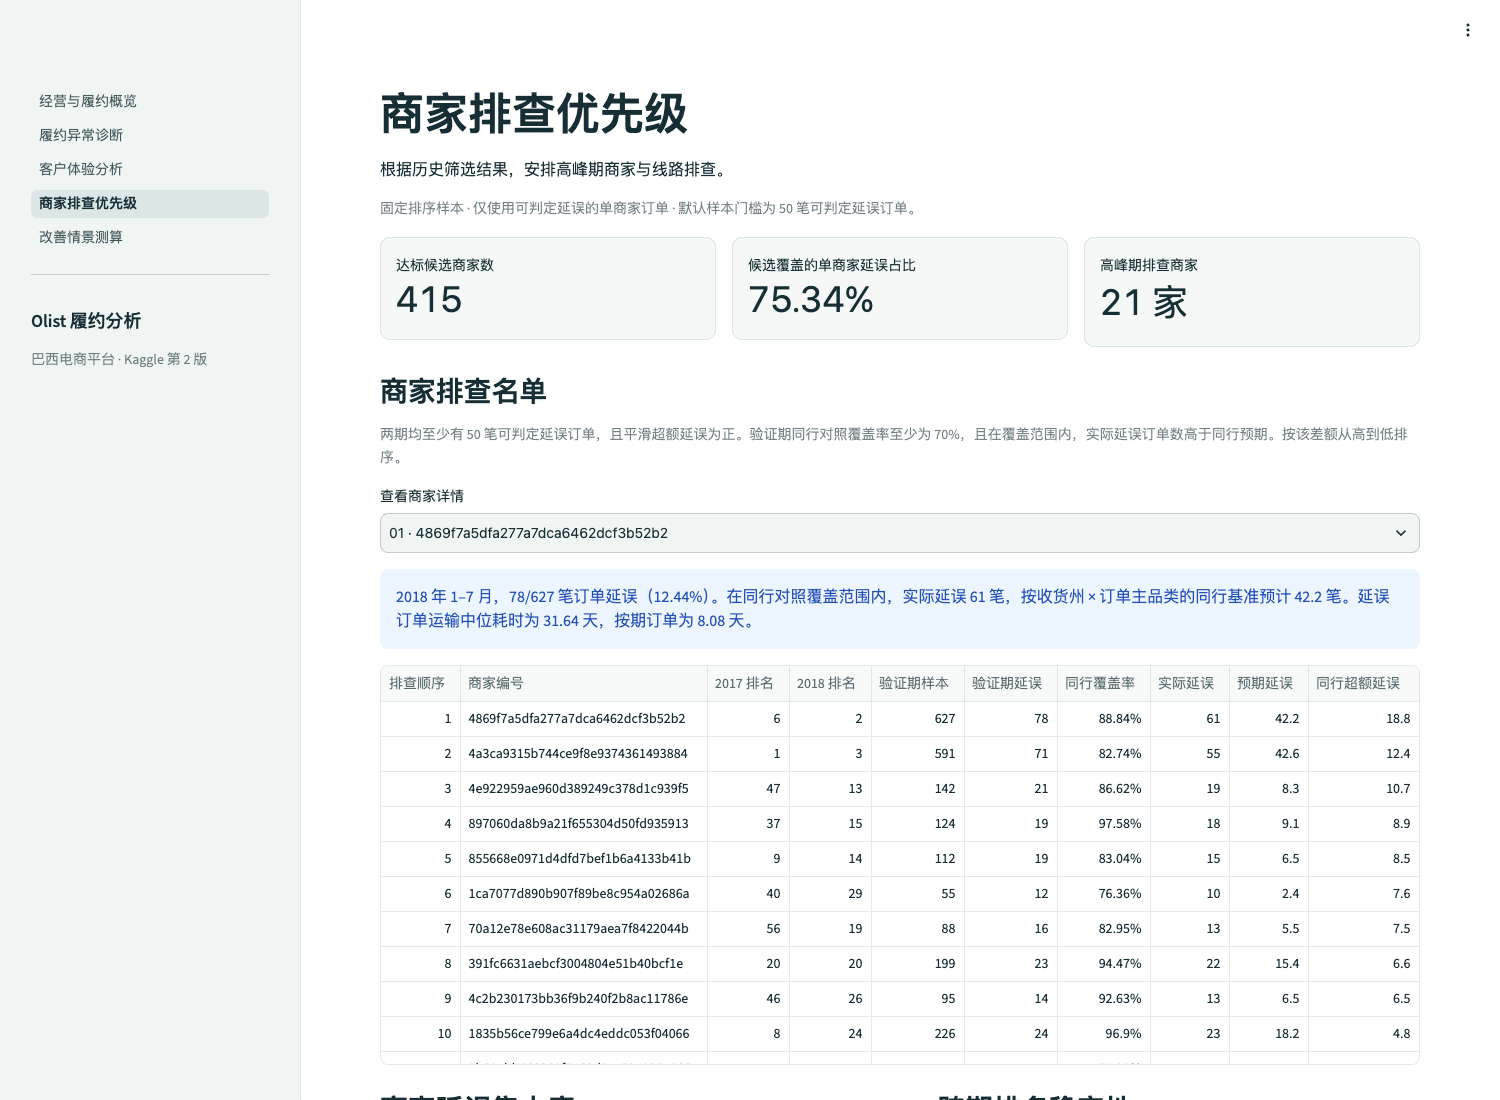 经营与履约概览
履约异常诊断
客户体验分析
商家排查优先级
改善情景测算
Olist 履约分析
巴西电商平台 · Kaggle 第 2 版
商家排查优先级
根据历史筛选结果，安排高峰期商家与线路排查。
固定排序样本 · 仅使用可判定延误的单商家订单 · 默认样本门槛为 50 笔可判定延误订单。
达标候选商家数
415
候选覆盖的单商家延误占比
75.34%
高峰期排查商家
21 家
商家排查名单
两期均至少有 50 笔可判定延误订单，且平滑超额延误为正。验证期同行对照覆盖率至少为 70%，且在覆盖范围内，实际延误订单数高于同行预期。按该差额从高到低排
序。
查看商家详情
01 · 4869f7a5dfa277a7dca6462dcf3b52b2
2018 年 1–7 月，78/627 笔订单延误（12.44%）。在同行对照覆盖范围内，实际延误 61 笔，按收货州 × 订单主品类的同行基准预计 42.2 笔。延误
订单运输中位耗时为 31.64 天，按期订单为 8.08 天。
排查顺序 商家编号 2017 排名 2018 排名 验证期样本 验证期延误 同行覆盖率 实际延误 预期延误 同行超额延误
1 4869f7a5dfa277a7dca6462dcf3b52b2 6 2 627 78 88.84% 61 42.2 18.8
2 4a3ca9315b744ce9f8e9374361493884 1 3 591 71 82.74% 55 42.6 12.4
3 4e922959ae960d389249c378d1c939f5 47 13 142 21 86.62% 19 8.3 10.7
4 897060da8b9a21f655304d50fd935913 37 15 124 19 97.58% 18 9.1 8.9
5 855668e0971d4dfd7bef1b6a4133b41b 9 14 112 19 83.04% 15 6.5 8.5
6 1ca7077d890b907f89be8c954a02686a 40 29 55 12 76.36% 10 2.4 7.6
7 70a12e78e608ac31179aea7f8422044b 56 19 88 16 82.95% 13 5.5 7.5
8 391fc6631aebcf3004804e51b40bcf1e 20 20 199 23 94.47% 22 15.4 6.6
9 4c2b230173bb36f9b240f2b8ac11786e 46 26 95 14 92.63% 13 6.5 6.5
10 1835b56ce799e6a4dc4eddc053f04066 8 24 226 24 96.9% 23 18.2 4.8